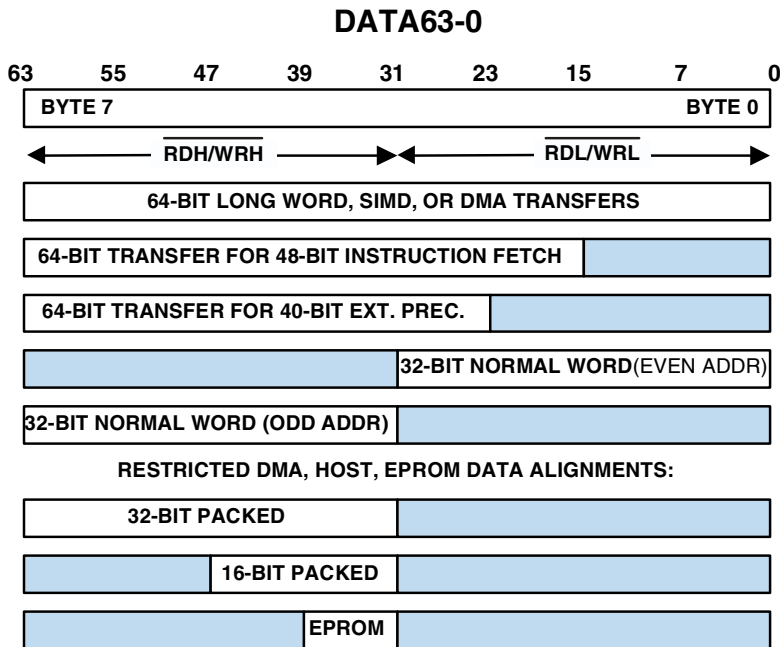 DATA63-0
63 55 47 39 31 23 15 7 0
BYTE 7 BYTE 0
RDH/WRH RDL/WRL
64-BIT LONG WORD, SIMD, OR DMA TRANSFERS
64-BIT TRANSFER FOR 48-BIT INSTRUCTION FETCH
64-BIT TRANSFER FOR 40-BIT EXT. PREC.
32-BIT NORMAL WORD(EVEN ADDR)
32-BIT NORMAL WORD (ODD ADDR)
RESTRICTED DMA, HOST, EPROM DATA ALIGNMENTS:
32-BIT PACKED
16-BIT PACKED
EPROM